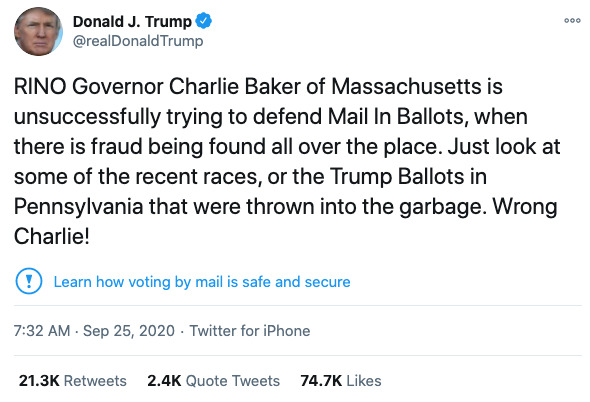 Donald J. Trump
@realDonaldTrump
RINO Governor Charlie Baker of Massachusetts is
unsuccessfully trying to defend Mail In Ballots, when
there is fraud being found all over the place. Just look at
some of the recent races, or the Trump Ballots in
Pennsylvania that were thrown into the garbage. Wrong
Charlie!
Learn how voting by mail is safe and secure
7:32 AM · Sep 25, 2020 · Twitter for iPhone
21.3K Retweets 2.4K Quote Tweets 74.7K Likes